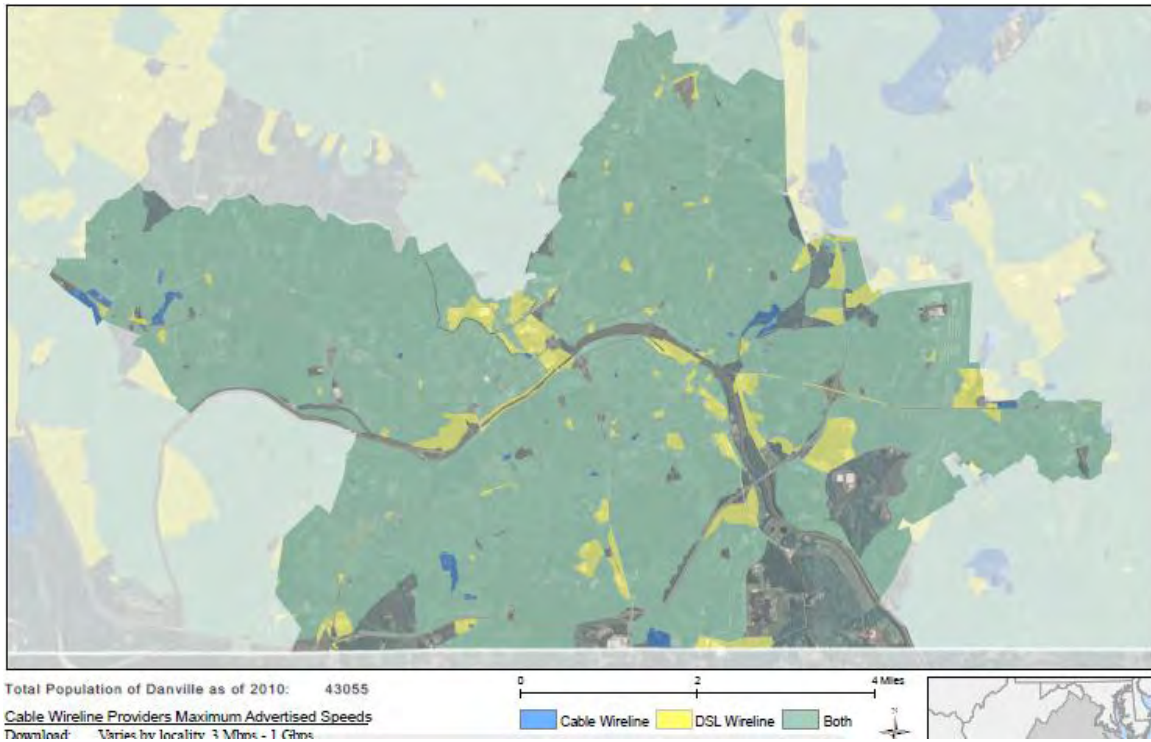 Total Population of Danville as of 2010: 43055
0 2 4 Miles
Cable Wireline Providers Maximum Advertised Speeds
Cable Wireline DSL Wireline Both
N
Download: Varies by locality, 3 Mbps - 1 Gbps